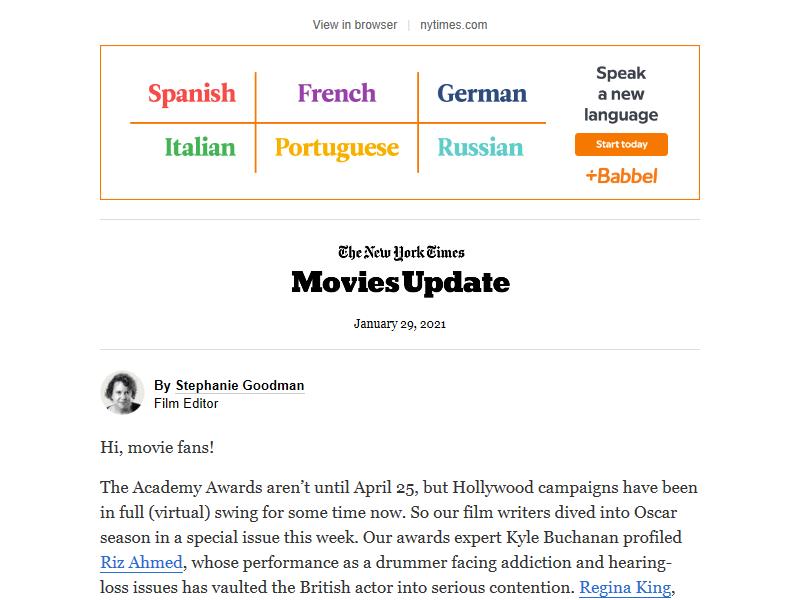 View in browser | nytimes.com
Spanish French German
Italian Portuguese Russian
Speak
a new
language
Start today
+Babbel
The New York Times
Movies Update
January 29, 2021
By Stephanie Goodman
Film Editor
Hi, movie fans!
The Academy Awards aren’t until April 25, but Hollywood campaigns have been
in full (virtual) swing for some time now. So our film writers dived into Oscar
season in a special issue this week. Our awards expert Kyle Buchanan profiled
Riz Ahmed, whose performance as a drummer facing addiction and hearing-
loss issues has vaulted the British actor into serious contention. Regina King,